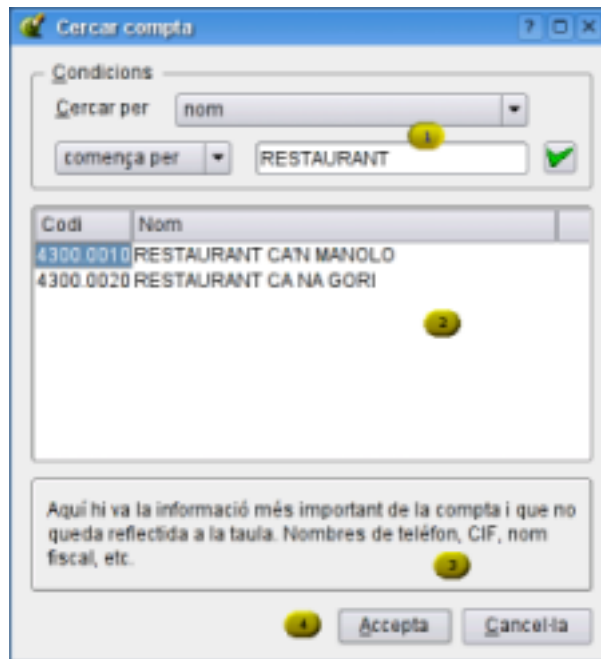 Cercar compta
Condicions
Cercar per nom
1
comença per RESTAURANT
Codi Nom
4300.0010 RESTAURANT CA'N MANOLO
4300.0020 RESTAURANT CA NA GORI
2
Aquí hi va la informació més important de la compta i que no
queda reflectida a la taula. Nombres de teléfon, CIF, nom
fiscal, etc.
3
4 Accepta Cancel·la